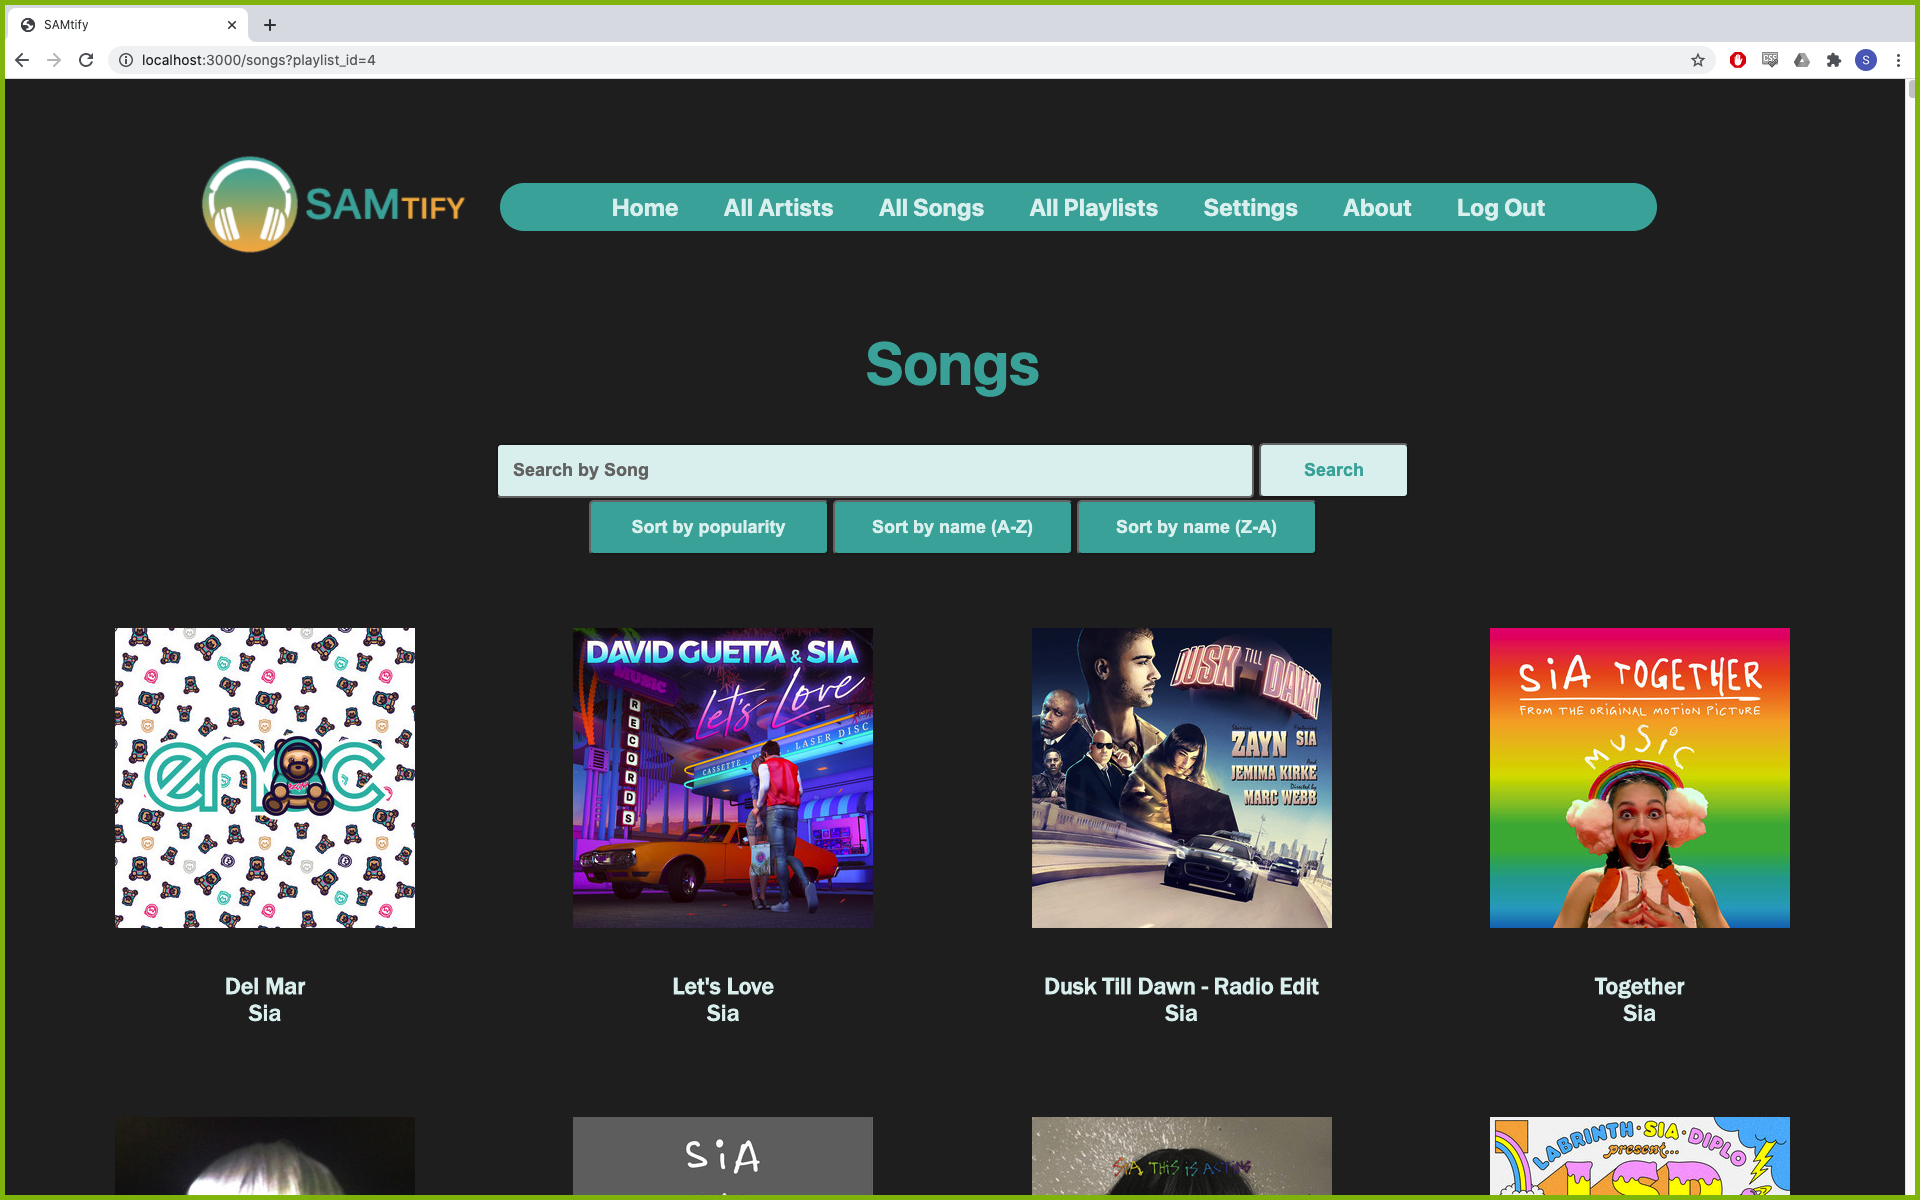 SAMtify
localhost:3000/songs?playlist_id=4
S
SAMTIFY
Home All Artists All Songs All Playlists Settings About Log Out
Songs
Search by Song Search
Sort by popularity Sort by name (A-Z) Sort by name (Z-A)
DAVID GUETTA & SIA
MUSIC
Let's Love
RECORDS
LASER DISC
CASSETTE
DUSK TILL DAWN
ZAYN SIA
JEMIMA KIRKE
Directed by
MARC WEBB
SiA TOGETHER
FROM THE ORIGINAL MOTION PICTURE
MUSiC
Del Mar
Sia
Let's Love
Sia
Dusk Till Dawn - Radio Edit
Sia
Together
Sia
SiA
SIA THIS IS ACTING
LABRINTH · SIA · DIPLO
present...
LSD